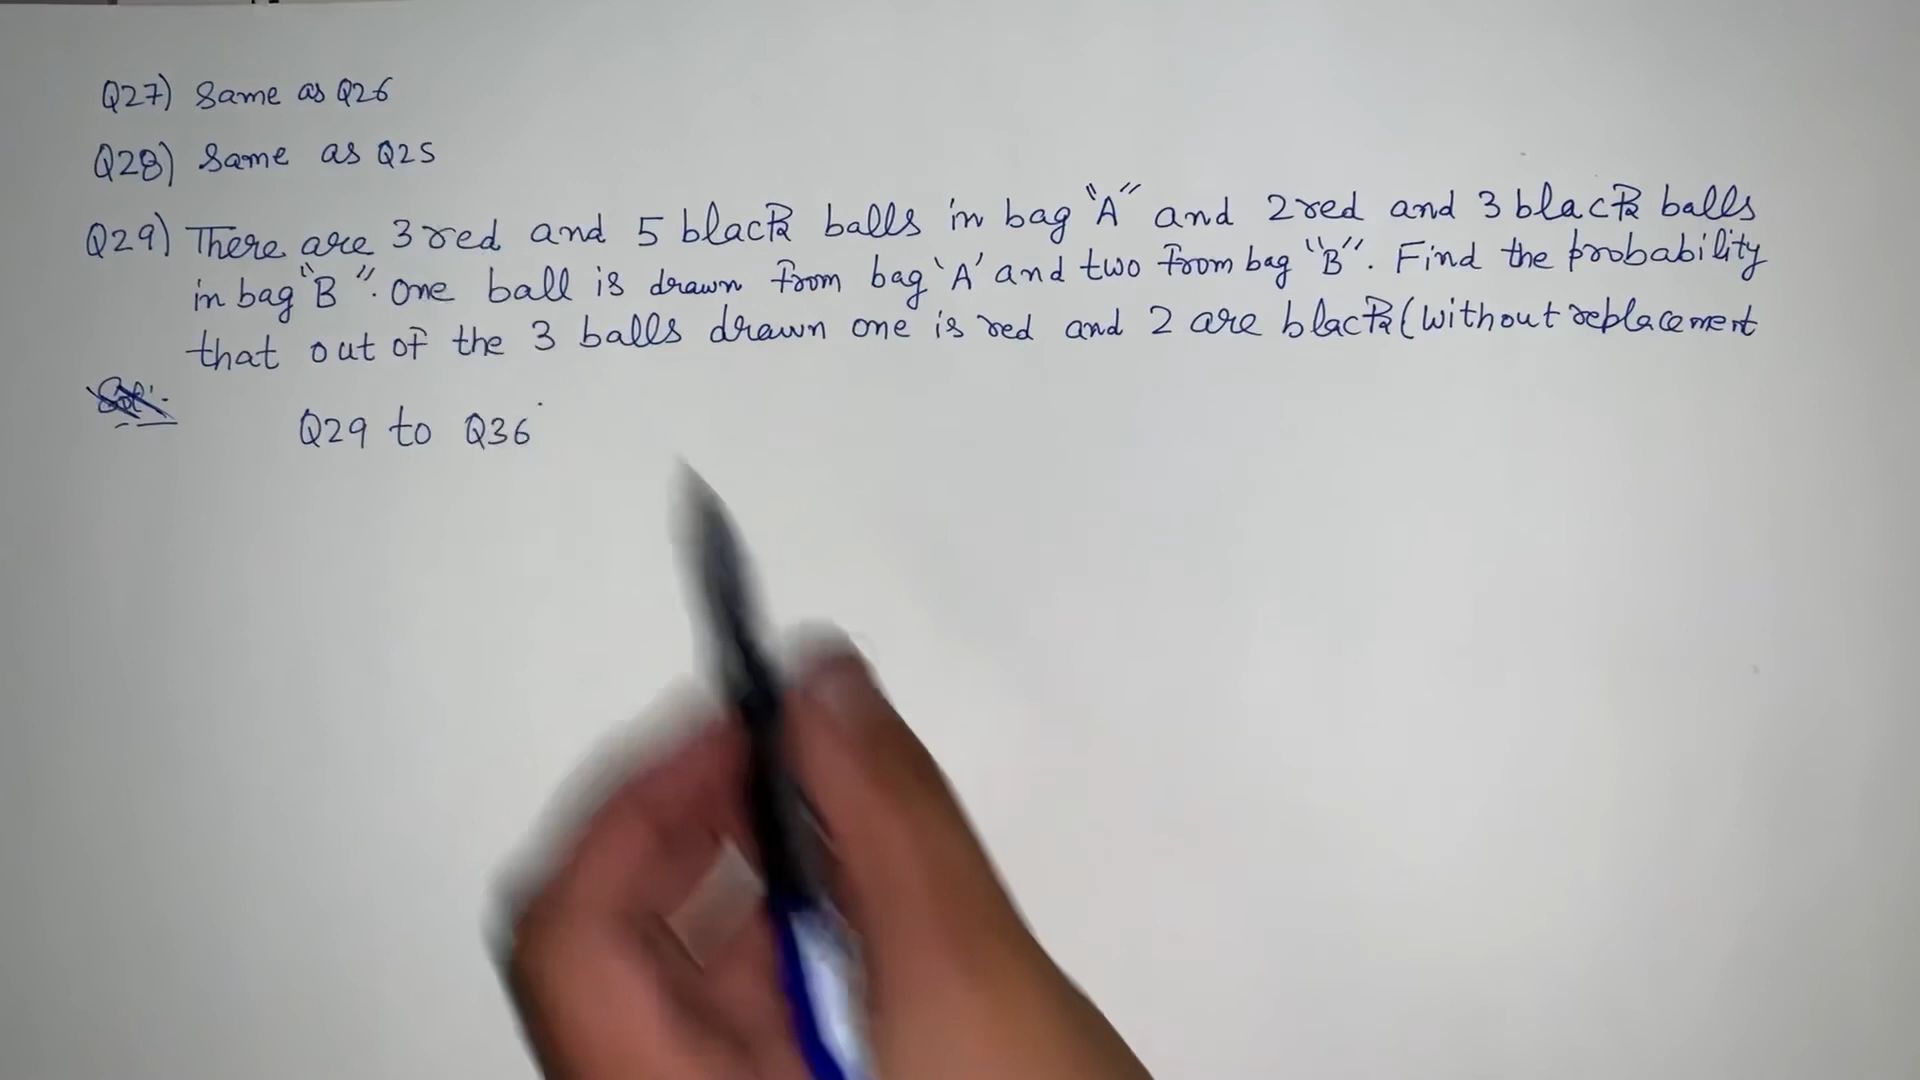 Q27) Same as Q26
Q28) Same as Q25
Q29) There are 3 red and 5 black balls in bag "A" and 2 red and 3 black balls
in bag "B". One ball is drawn from bag 'A' and two from bag "B". Find the probability
that out of the 3 balls drawn one is red and 2 are black (without replacement
Sol:-
Q29 to Q36